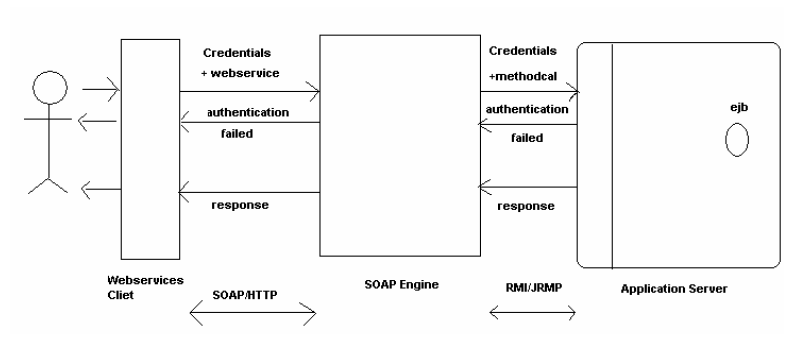 Credentials
+ webservice
authentication
failed
response
Credentials
+methodcal
authentication
failed
response
ejb
Webservices
Cliet
SOAP/HTTP
SOAP Engine
RMI/JRMP
Application Server